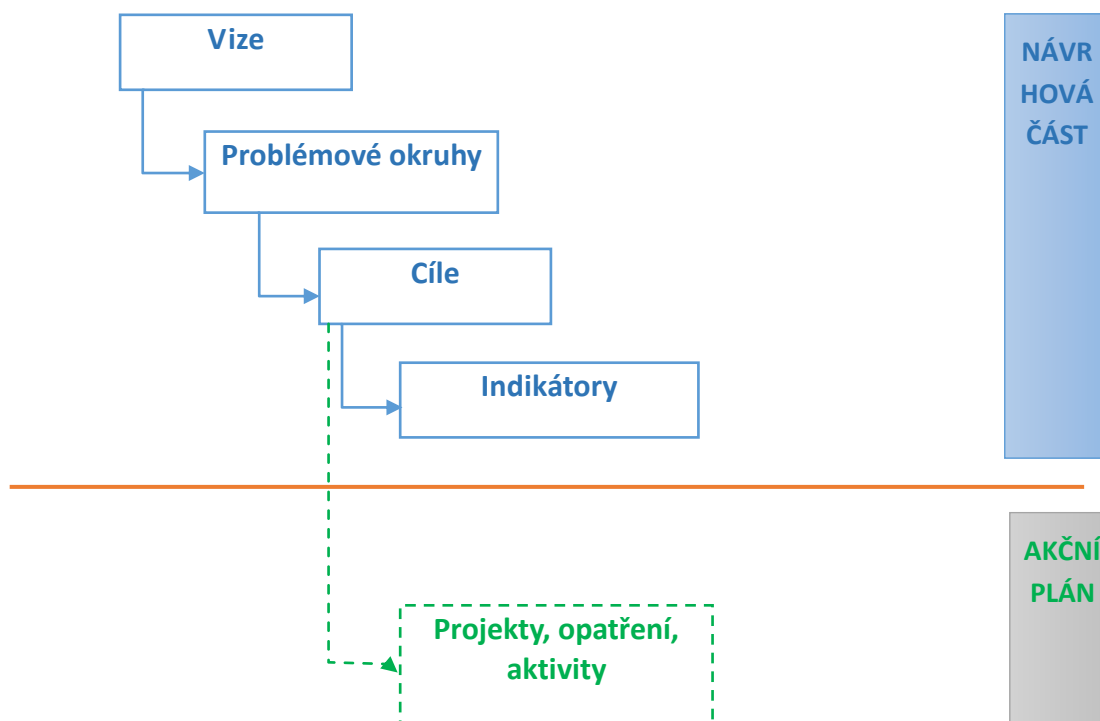 Vize
NÁVR
HOVÁ
ČÁST
Problémové okruhy
Cíle
Indikátory
AKČNÍ
PLÁN
Projekty, opatření,
aktivity